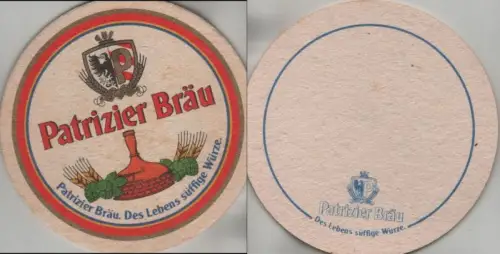 P
Patrizier Bräu
Patrizier Bräu. Des Lebens süffige Würze.
P
Patrizier Bräu
Des Lebens süffige Würze.